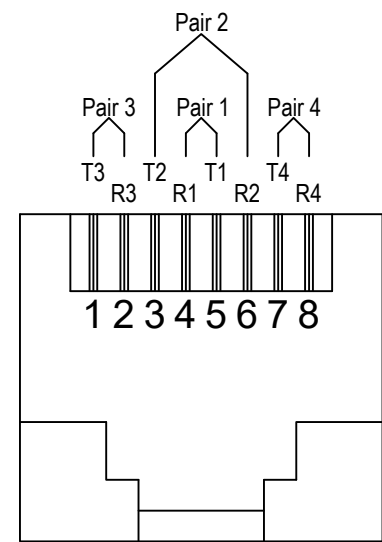 Pair 2
Pair 3 Pair 1 Pair 4
T3 T2 T1 T4
R3 R1 R2 R4
1 2 3 4 5 6 7 8